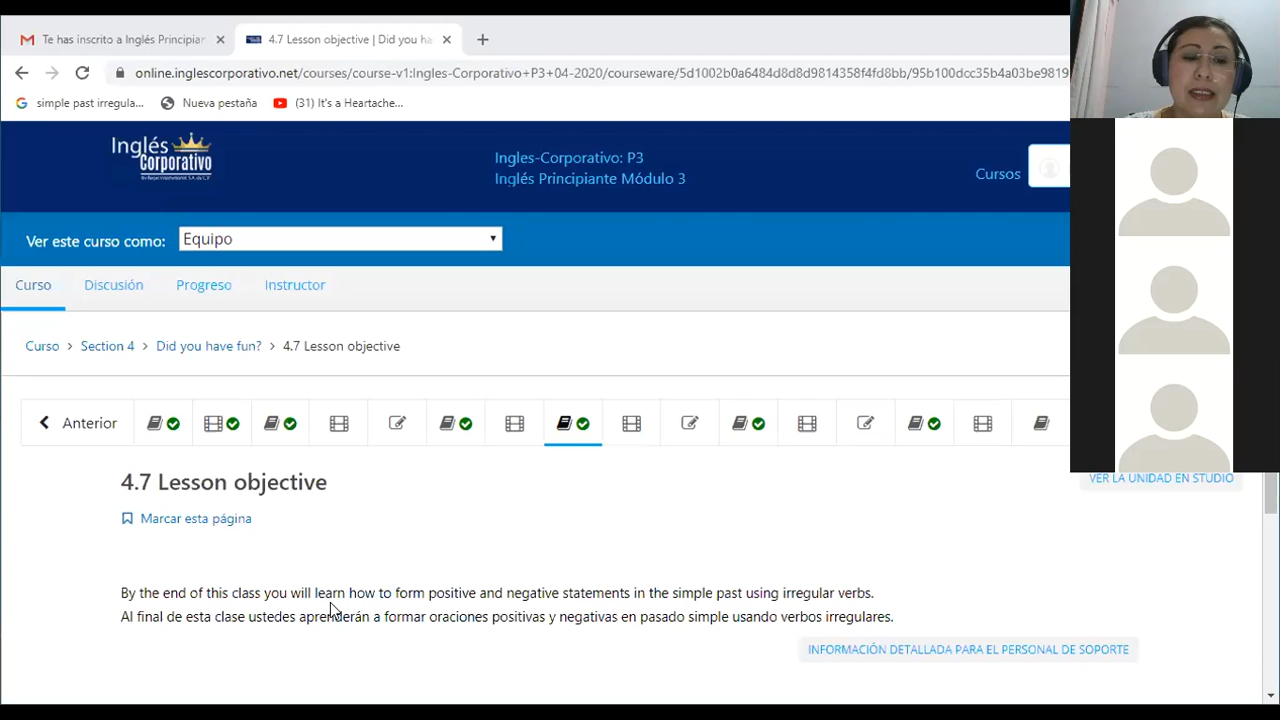 Te has inscrito a Inglés Principiar
4.7 Lesson objective | Did you ha
online.inglescorporativo.net/courses/course-v1:Ingles-Corporativo+P3+04-2020/courseware/5d1002b0a6484d8d8d9814358f4fd8bb/95b100dcc35b4a03be9819
simple past irregula...
Nueva pestaña
(31) It's a Heartache...
Inglés
Corporativo
Ingles-Corporativo: P3
Inglés Principiante Módulo 3
Cursos
Ver este curso como:
Equipo
Curso
Discusión
Progreso
Instructor
Curso > Section 4 > Did you have fun? > 4.7 Lesson objective
Anterior
4.7 Lesson objective
VER LA UNIDAD EN STUDIO
Marcar esta página
By the end of this class you will learn how to form positive and negative statements in the simple past using irregular verbs.
Al final de esta clase ustedes aprenderán a formar oraciones positivas y negativas en pasado simple usando verbos irregulares.
INFORMACIÓN DETALLADA PARA EL PERSONAL DE SOPORTE